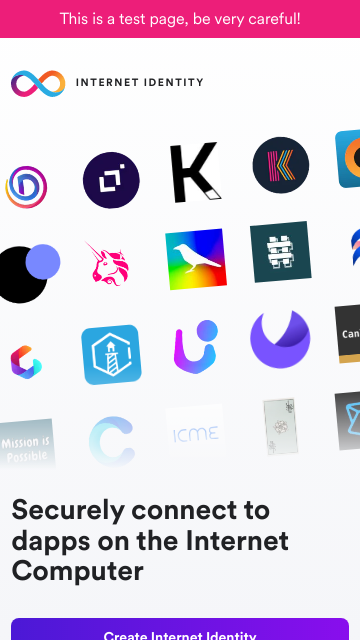 This is a test page, be very careful!
INTERNET IDENTITY
Mission is
Possible
ICME
Securely connect to
dapps on the Internet
Computer
Create Internet Identity